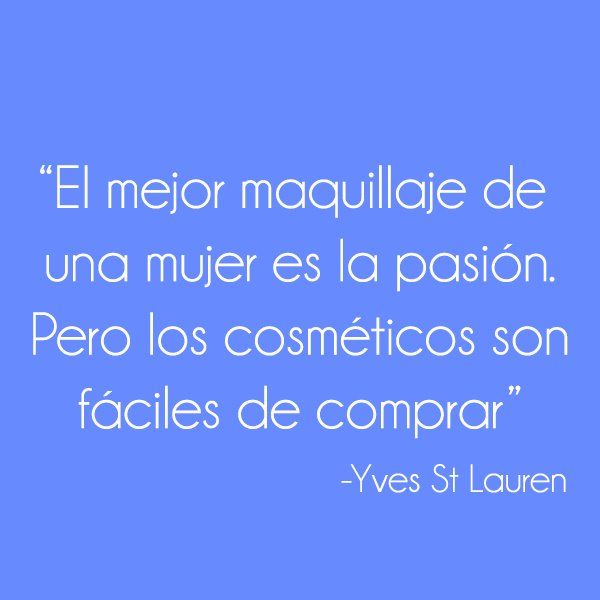 “El mejor maquillaje de
una mujer es la pasión.
Pero los cosméticos son
fáciles de comprar”
-Yves St Lauren